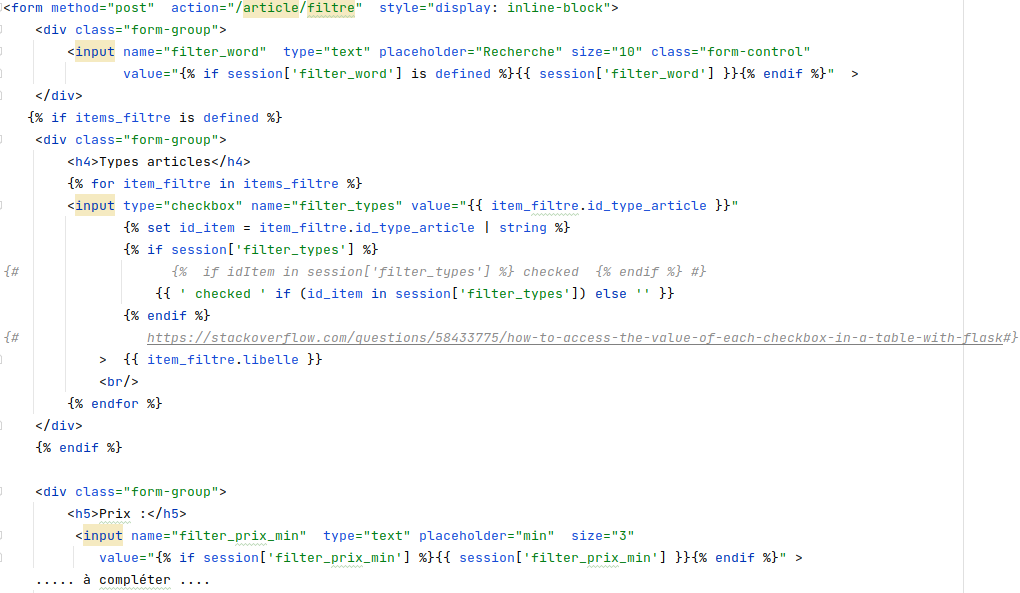 <form method="post"  action="/article/filtre"  style="display: inline-block">
    <div class="form-group">
        <input name="filter_word"  type="text" placeholder="Recherche" size="10" class="form-control"
               value="{% if session['filter_word'] is defined %}{{ session['filter_word'] }}{% endif %}"  >
    </div>
   {% if items_filtre is defined %}
    <div class="form-group">
        <h4>Types articles</h4>
        {% for item_filtre in items_filtre %}
        <input type="checkbox" name="filter_types" value="{{ item_filtre.id_type_article }}"
               {% set id_item = item_filtre.id_type_article | string %}
               {% if session['filter_types'] %}
{#                   {%  if idItem in session['filter_types'] %} checked  {% endif %} #}
                   {{ ' checked ' if (id_item in session['filter_types']) else '' }}
               {% endif %}
{#                https://stackoverflow.com/questions/58433775/how-to-access-the-value-of-each-checkbox-in-a-table-with-flask#}
            >  {{ item_filtre.libelle }}
            <br/>
        {% endfor %}
    </div>
    {% endif %}

    <div class="form-group">
        <h5>Prix :</h5>
         <input name="filter_prix_min"  type="text" placeholder="min"  size="3"
            value="{% if session['filter_prix_min'] %}{{ session['filter_prix_min'] }}{% endif %}" >
    ..... à compléter ....